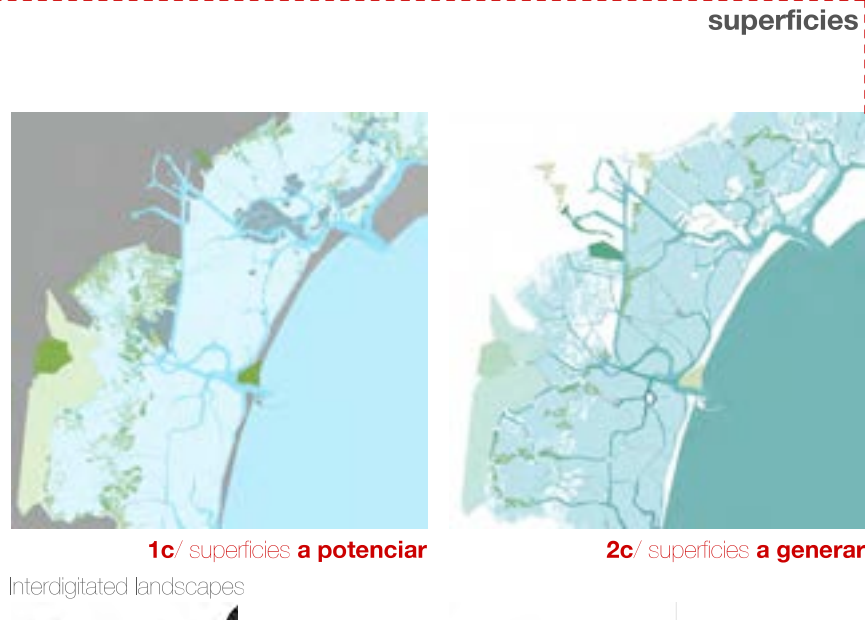 superficies
1c/ superficies a potenciar
2c/ superficies a generar
Interdigitated landscapes